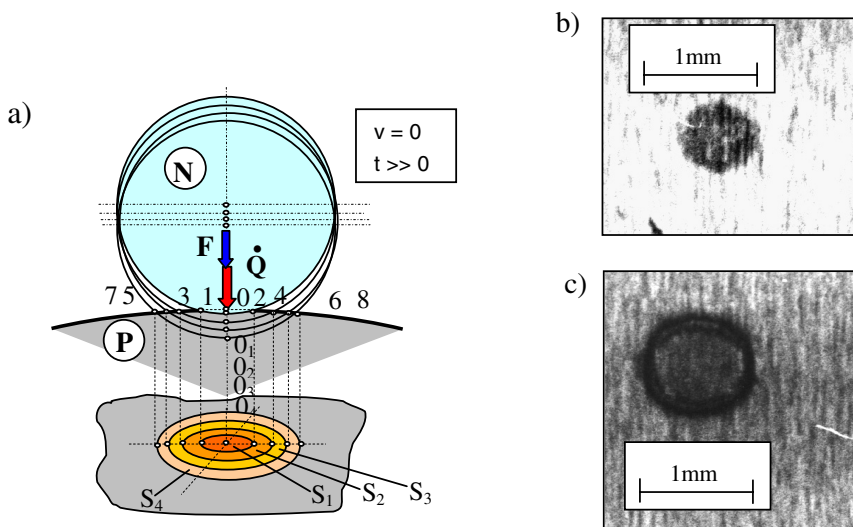 a)
v = 0
t >> 0
N
F
Q̇
7 5 3 1 0 2 4 6 8
P
0₁
0₂
0₃
0₄
S₄ S₁ S₂ S₃
b)
1mm
c)
1mm